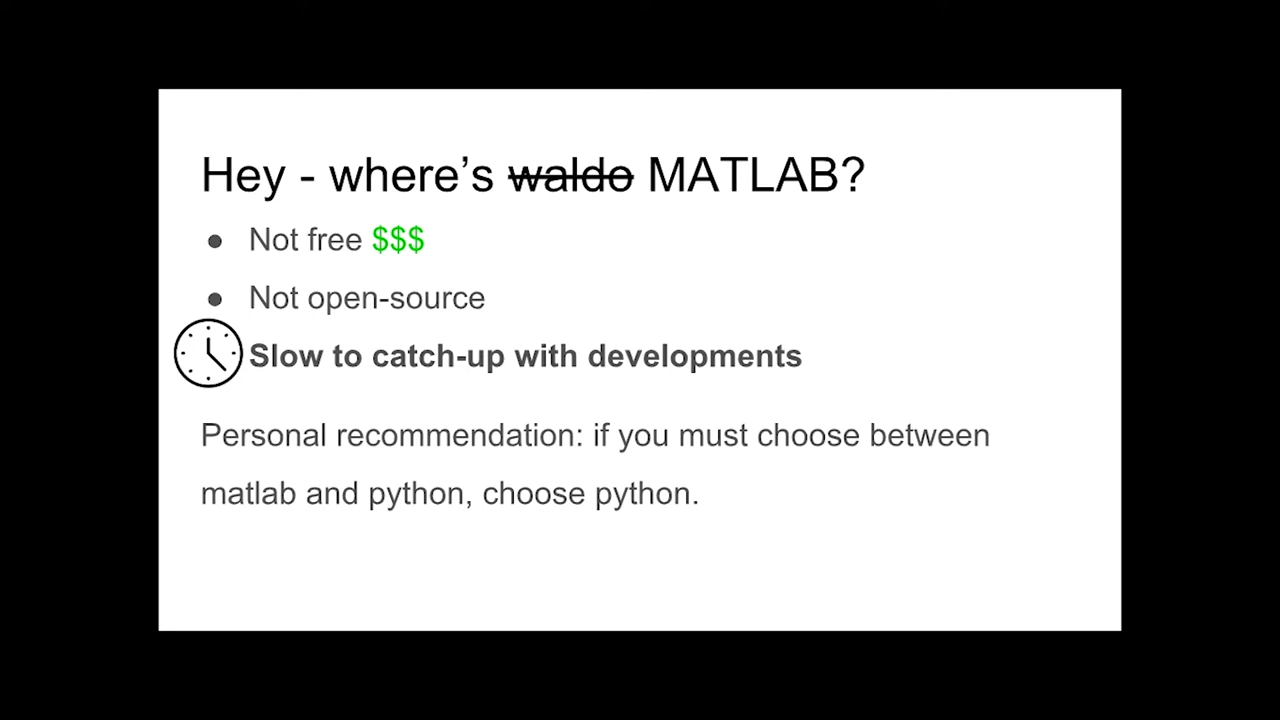 Hey - where’s waldo MATLAB?
● Not free $$$
● Not open-source
Slow to catch-up with developments
Personal recommendation: if you must choose between
matlab and python, choose python.